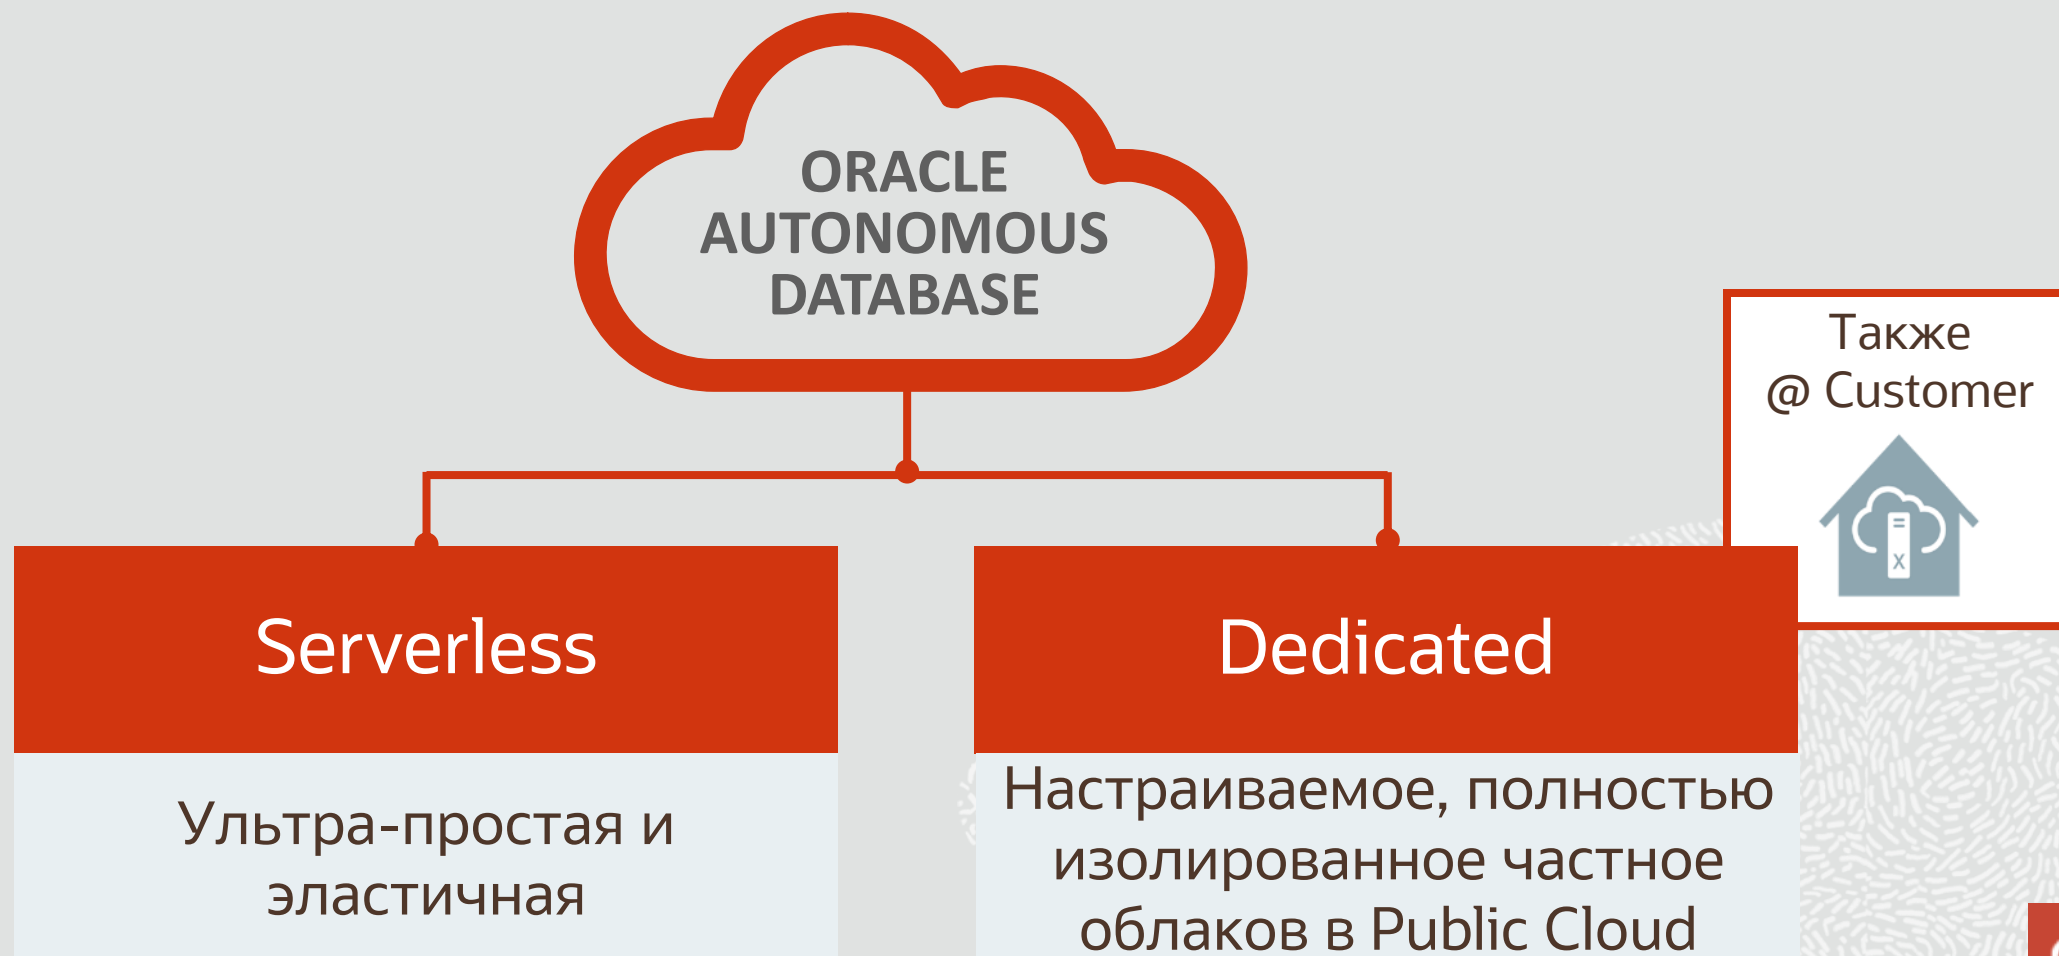 ORACLE
AUTONOMOUS
DATABASE
Также
@ Customer
X
Serverless
Dedicated
Ультра-простая и
эластичная
Настраиваемое, полностью
изолированное частное
облаков в Public Cloud